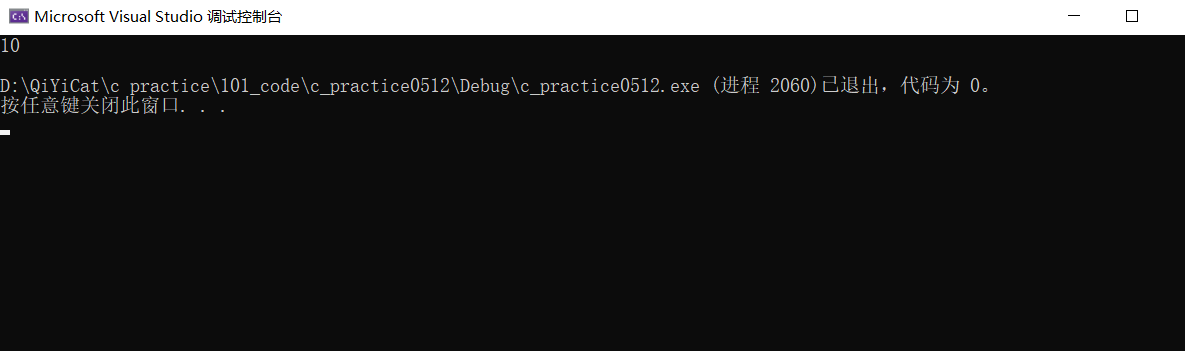 C:\ Microsoft Visual Studio 调试控制台
10
D:\QiYiCat\c practice\101_code\c_practice0512\Debug\c_practice0512.exe (进程 2060)已退出，代码为 0。
按任意键关闭此窗口. . .